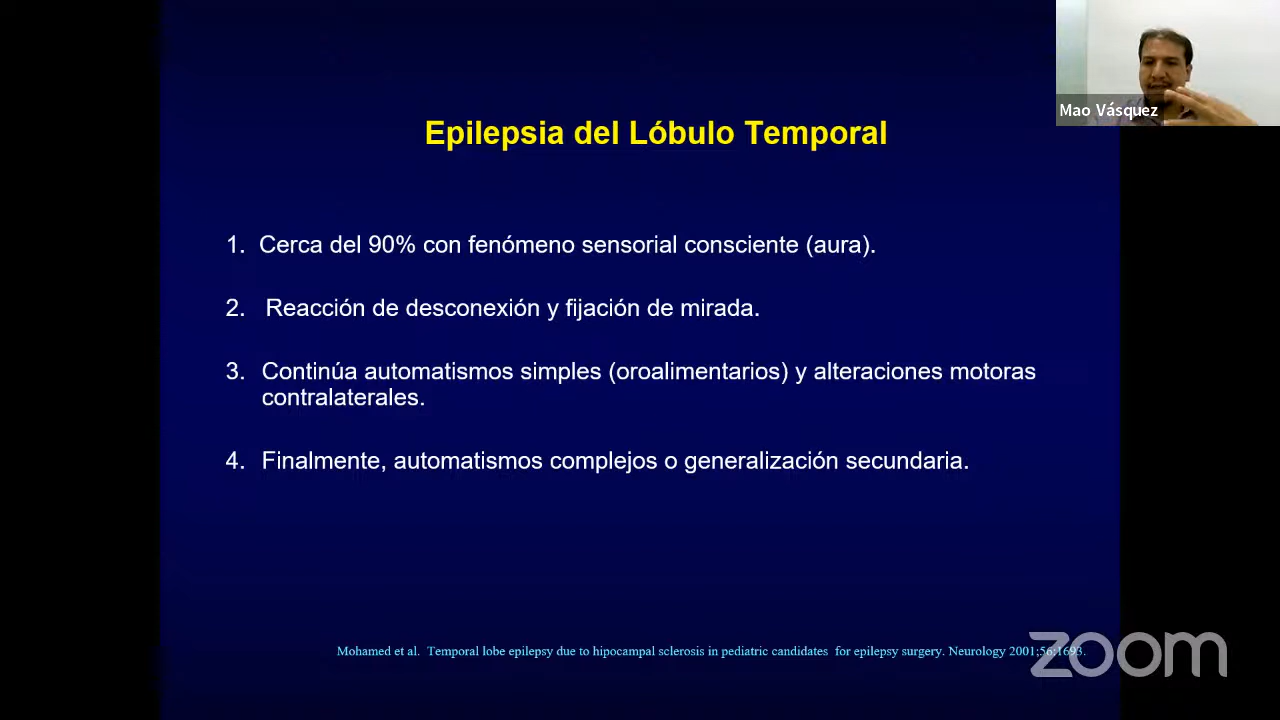 Mao Vásquez
Epilepsia del Lóbulo Temporal
1. Cerca del 90% con fenómeno sensorial consciente (aura).
2. Reacción de desconexión y fijación de mirada.
3. Continúa automatismos simples (oroalimentarios) y alteraciones motoras
contralaterales.
4. Finalmente, automatismos complejos o generalización secundaria.
Mohamed et al. Temporal lobe epilepsy due to hipocampal sclerosis in pediatric candidates for epilepsy surgery. Neurology 2001;56:1693.
zoom